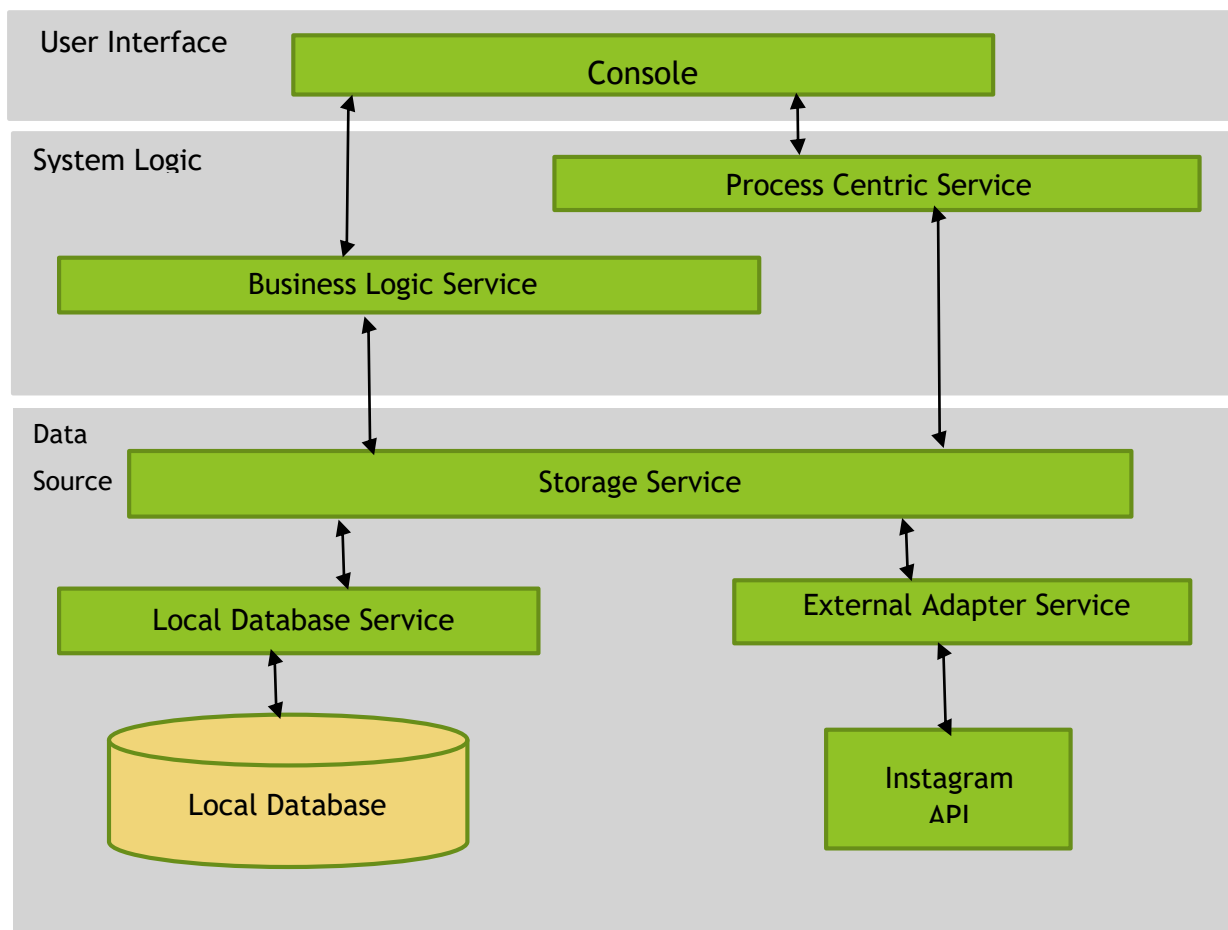 User Interface
Console
System Logic
Process Centric Service
Business Logic Service
Data
Source
Storage Service
Local Database Service
External Adapter Service
Local Database
Instagram
API